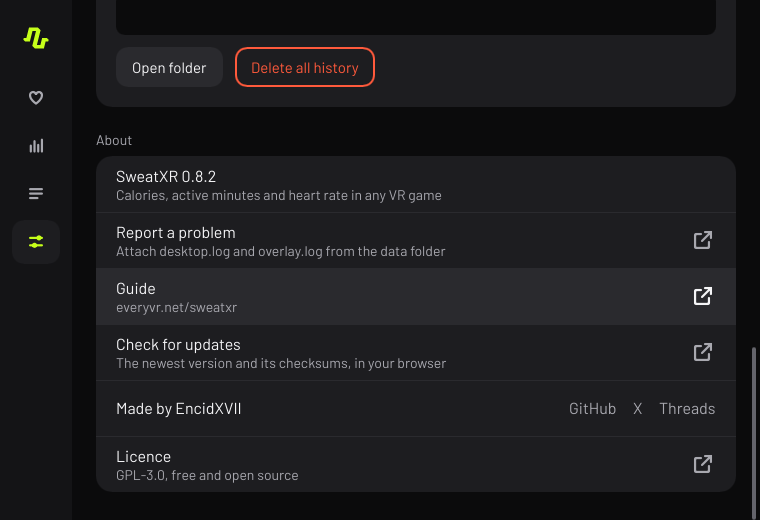 Open folder
Delete all history
About
SweatXR 0.8.2
Calories, active minutes and heart rate in any VR game
Report a problem
Attach desktop.log and overlay.log from the data folder
Guide
everyvr.net/sweatxr
Check for updates
The newest version and its checksums, in your browser
Made by EncidXVII
GitHub X Threads
Licence
GPL-3.0, free and open source